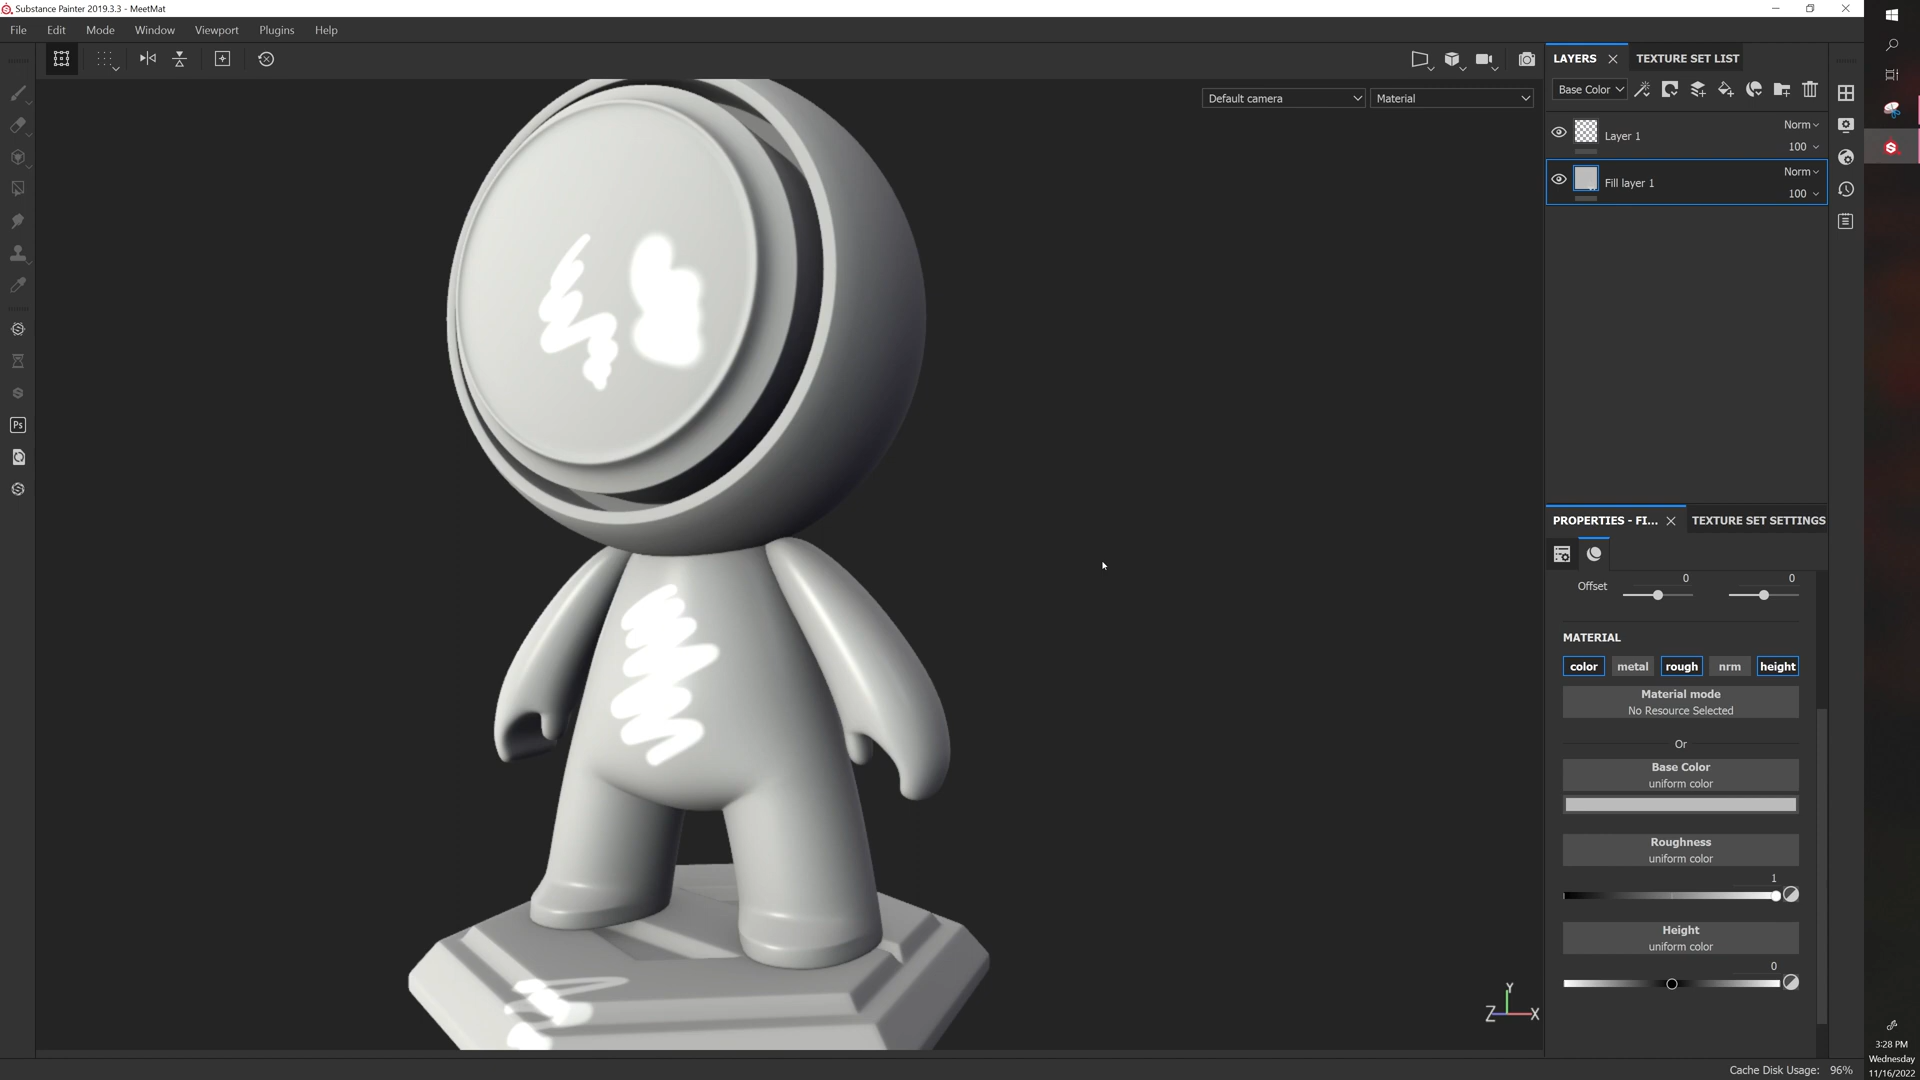 Substance Painter 2019.3.3 - MeetMat
File Edit Mode Window Viewport Plugins Help
Default camera
Material
LAYERS
TEXTURE SET LIST
Base Color
Layer 1
Norm
100
Fill layer 1
Norm
100
Ps
PROPERTIES - FI...
TEXTURE SET SETTINGS
Offset
0
0
MATERIAL
color metal rough nrm height
Material mode
No Resource Selected
Or
Base Color
uniform color
Roughness
uniform color
1
Height
uniform color
0
Y
Z
X
Cache Disk Usage: 96%
3:28 PM
Wednesday
11/16/2022